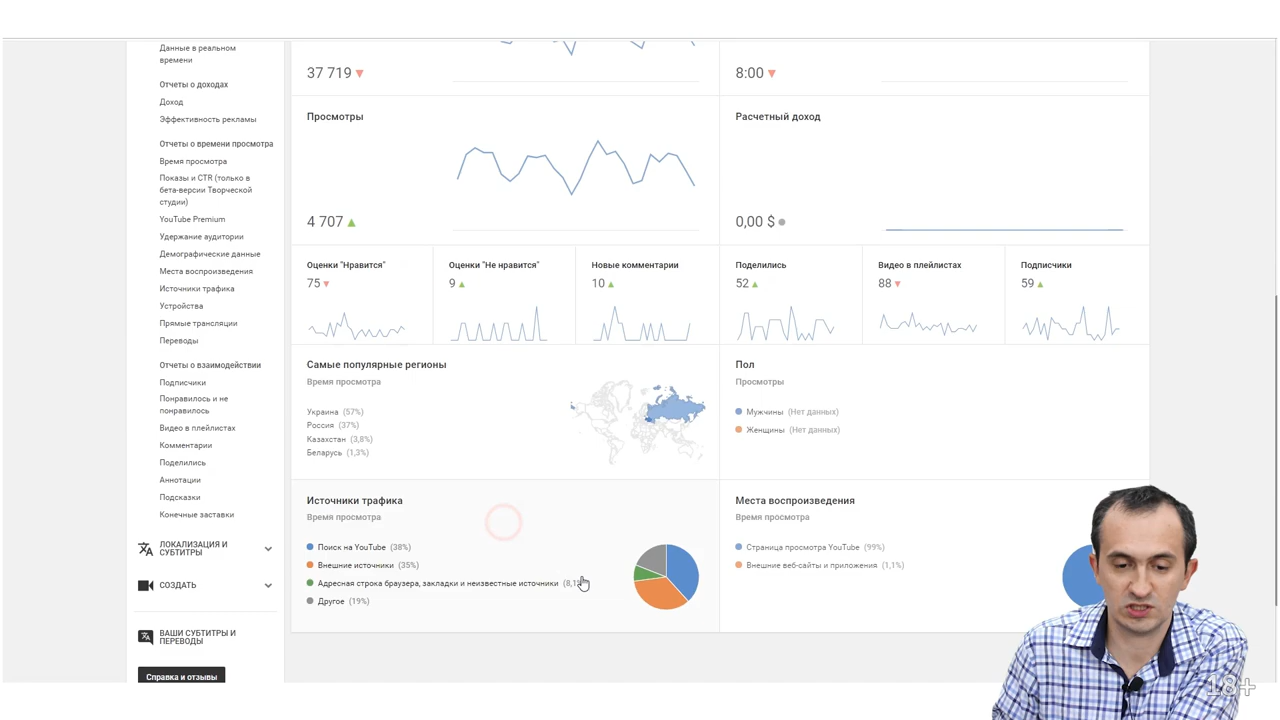 Данные в реальном
времени
Отчеты о доходах
Доход
Эффективность рекламы
Отчеты о времени просмотра
Время просмотра
Показы и CTR (только в
бета-версии Творческой
студии)
YouTube Premium
Удержание аудитории
Демографические данные
Места воспроизведения
Источники трафика
Устройства
Прямые трансляции
Переводы
Отчеты о взаимодействии
Подписчики
Понравилось и не
понравилось
Видео в плейлистах
Комментарии
Поделились
Аннотации
Подсказки
Конечные заставки
ЛОКАЛИЗАЦИЯ И
СУБТИТРЫ
СОЗДАТЬ
ВАШИ СУБТИТРЫ И
ПЕРЕВОДЫ
Справка и отзывы
37 719
8:00
Просмотры
4 707
Расчетный доход
0,00 $
Оценки "Нравится"
75
Оценки "Не нравится"
9
Новые комментарии
10
Поделились
52
Видео в плейлистах
88
Подписчики
59
Самые популярные регионы
Время просмотра
Украина (57%)
Россия (37%)
Казахстан (3,8%)
Беларусь (1,3%)
Пол
Просмотры
Мужчины (Нет данных)
Женщины (Нет данных)
Источники трафика
Время просмотра
Поиск на YouTube (38%)
Внешние источники (35%)
Адресная строка браузера, закладки и неизвестные источники
Другое (19%)
Места воспроизведения
Время просмотра
Страница просмотра YouTube (99%)
Внешние веб-сайты и приложения (1,1%)
18+